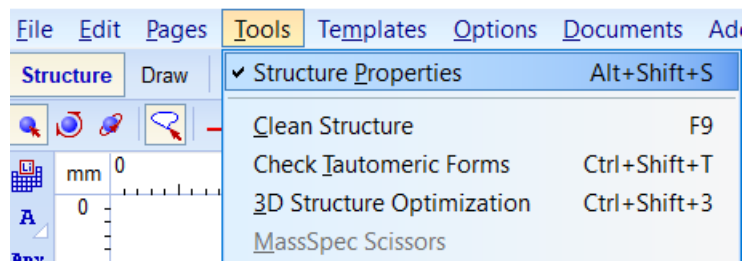 File Edit Pages Tools Templates Options Documents
Structure Draw ✓ Structure Properties Alt+Shift+S
Clean Structure F9
Li mm 0 Check Tautomeric Forms Ctrl+Shift+T
A 0 3D Structure Optimization Ctrl+Shift+3
MassSpec Scissors